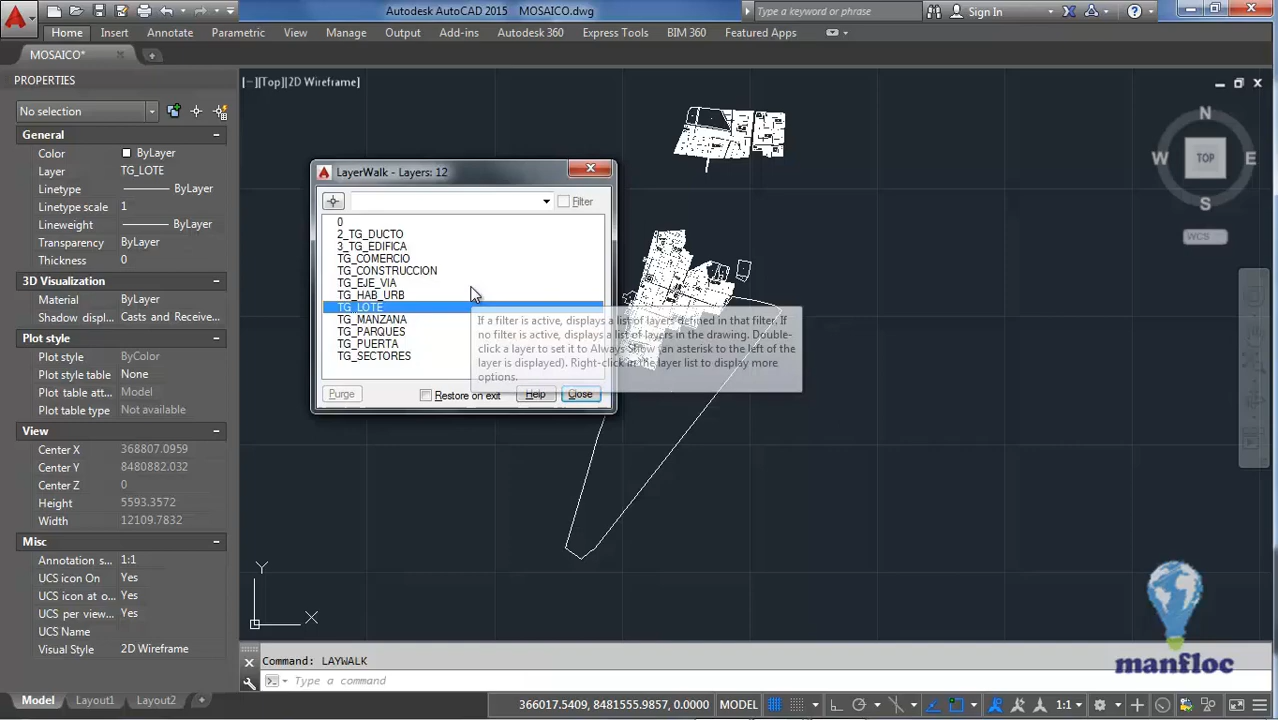 Autodesk AutoCAD 2015 MOSAICO.dwg
Type a keyword or phrase
Sign In
Home Insert Annotate Parametric View Manage Output Add-ins Autodesk 360 Express Tools BIM 360 Featured Apps
MOSAICO*
PROPERTIES
[−][Top][2D Wireframe]
No selection
General
Color ByLayer
Layer TG_LOTE
Linetype ByLayer
Linetype scale 1
Lineweight ByLayer
Transparency ByLayer
Thickness 0
3D Visualization
Material ByLayer
Shadow displ... Casts and Receive...
Plot style
Plot style ByColor
Plot style table None
Plot table att... Model
Plot table type Not available
View
Center X 368807.0959
Center Y 8480882.032
Center Z 0
Height 5593.3572
Width 12109.7832
Misc
Annotation s... 1:1
UCS icon On Yes
UCS icon at o... Yes
UCS per view... Yes
UCS Name
Visual Style 2D Wireframe
LayerWalk - Layers: 12
Filter
0
2_TG_DUCTO
3_TG_EDIFICA
TG_COMERCIO
TG_CONSTRUCCION
TG_EJE_VIA
TG_HAB_URB
TG_LOTE
TG_MANZANA
TG_PARQUES
TG_PUERTA
TG_SECTORES
Purge
Restore on exit
Help
Close
If a filter is active, displays a list of layers defined in that filter. If
no filter is active, displays a list of layers in the drawing. Double-
click a layer to set it to Always Show (an asterisk to the left of the
layer is displayed). Right-click in the layer list to display more
options.
N
W TOP E
S
WCS
Y
X
manfloc
Command: LAYWALK
Type a command
Model Layout1 Layout2 +
366017.5409, 8481555.9857, 0.0000 MODEL
1:1